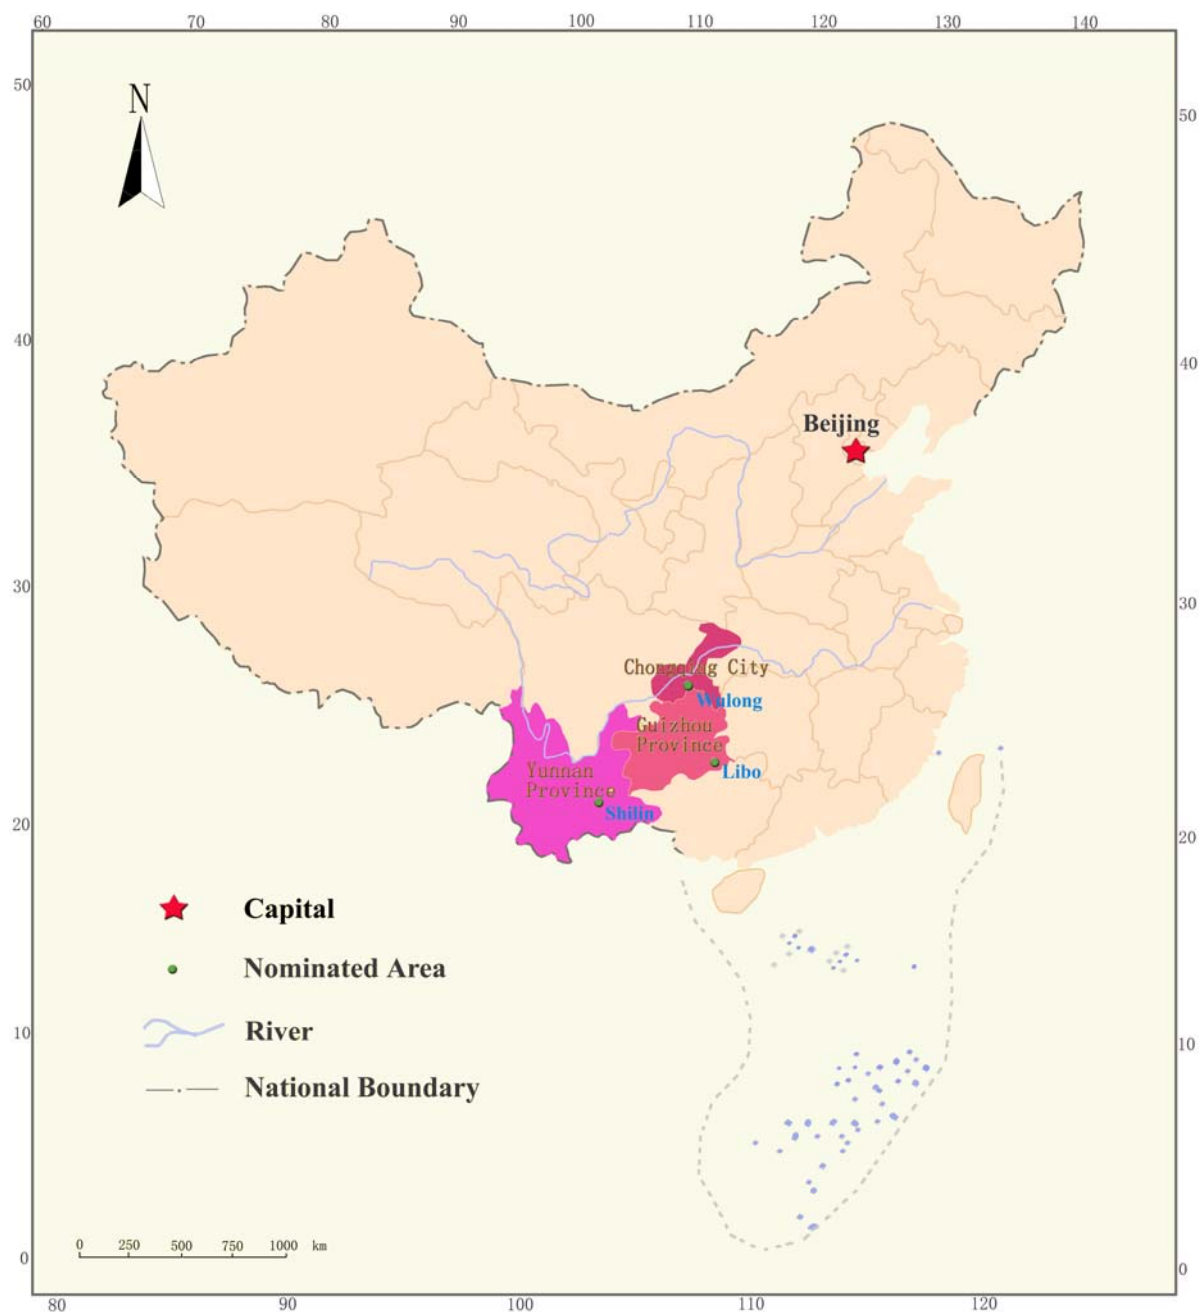 60 70 80 90 100 110 120 130 140
50
N
50
40
40
Beijing
30
30
Chongqing City
Wulong
Guizhou
Province
Libo
Yunnan
Province
Shilin
20
20
Capital
Nominated Area
River
10
10
National Boundary
0 250 500 750 1000 km
0
0
80 90 100 110 120